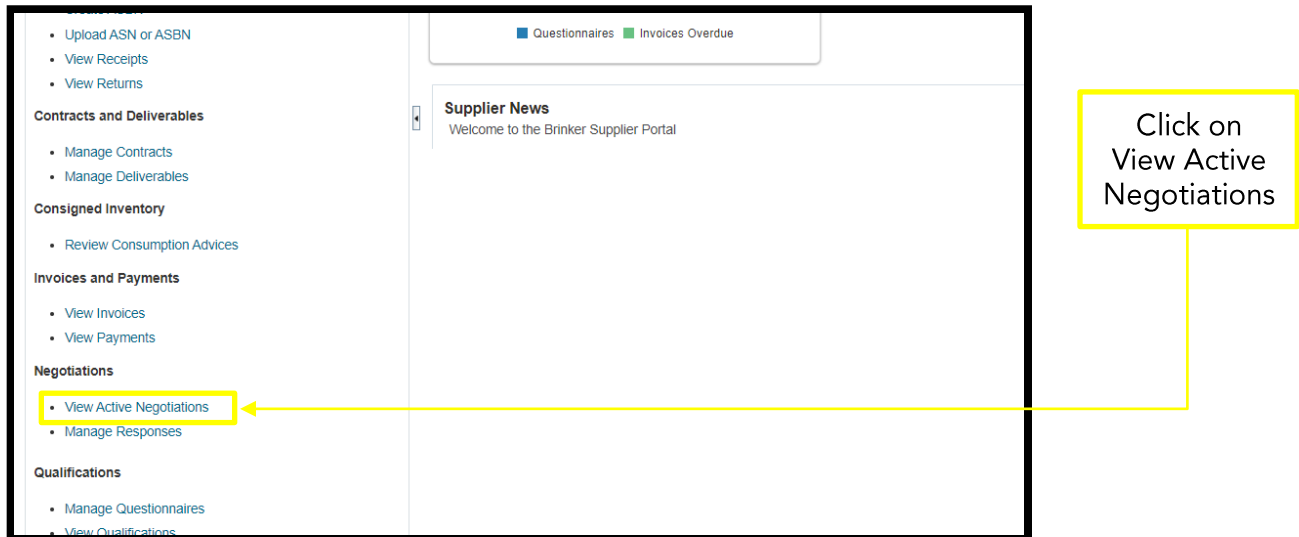 Upload ASN or ASBN
View Receipts
View Returns
Contracts and Deliverables
Manage Contracts
Manage Deliverables
Consigned Inventory
Review Consumption Advices
Invoices and Payments
View Invoices
View Payments
Negotiations
View Active Negotiations
Manage Responses
Qualifications
Manage Questionnaires
View Qualifications
Questionnaires Invoices Overdue
Supplier News
Welcome to the Brinker Supplier Portal
Click on
View Active
Negotiations